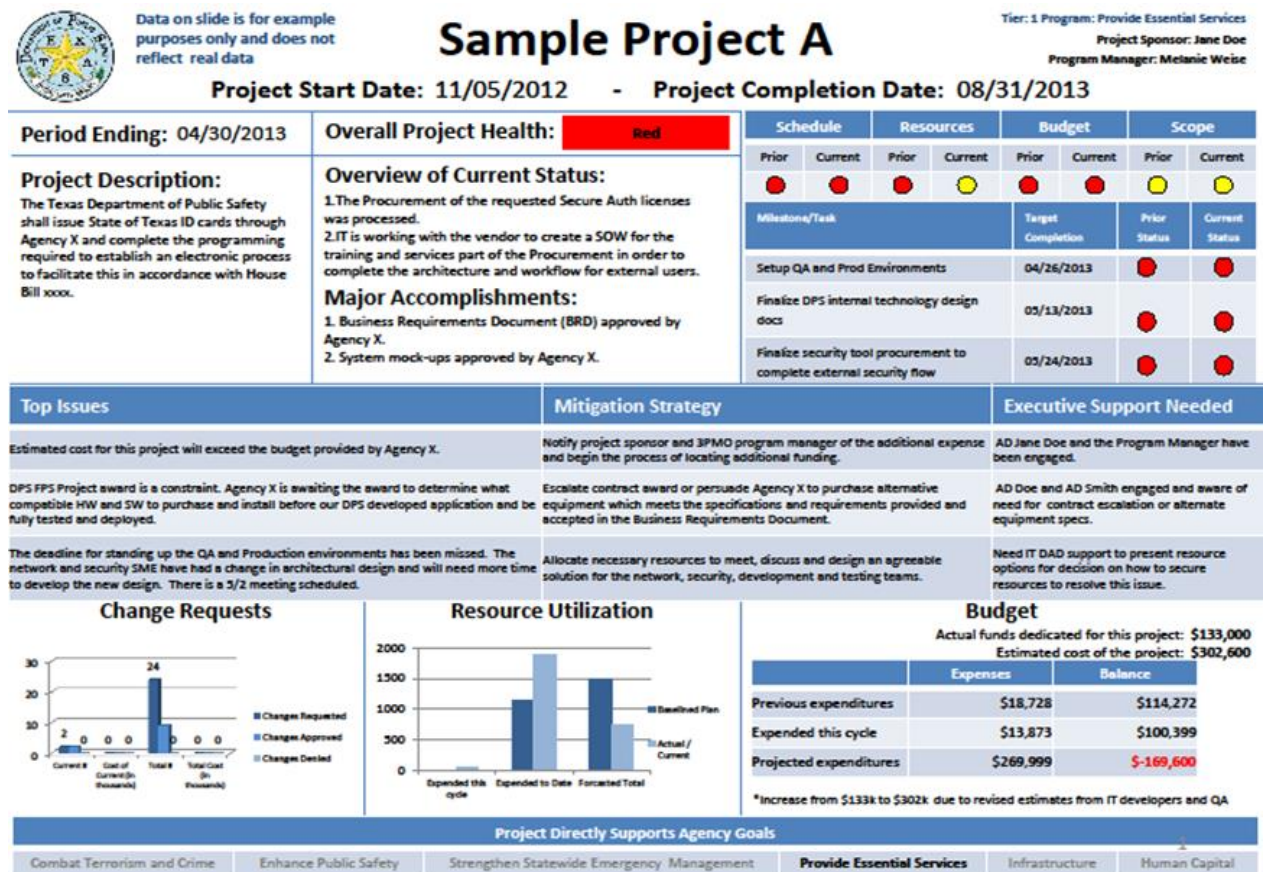 Data on slide is for example
purposes only and does not
reflect real data
Sample Project A
Tier: 1 Program: Provide Essential Services
Project Sponsor: Jane Doe
Program Manager: Melanie Weise
Project Start Date: 11/05/2012 - Project Completion Date: 08/31/2013
Period Ending: 04/30/2013
Overall Project Health: Red
Project Description:
The Texas Department of Public Safety
shall issue State of Texas ID cards through
Agency X and complete the programming
required to establish an electronic process
to facilitate this in accordance with House
Bill xxxx.
Overview of Current Status:
1.The Procurement of the requested Secure Auth licenses
was processed.
2.IT is working with the vendor to create a SOW for the
training and services part of the Procurement in order to
complete the architecture and workflow for external users.
Major Accomplishments:
1. Business Requirements Document (BRD) approved by
Agency X.
2. System mock-ups approved by Agency X.
Schedule Resources Budget Scope
Prior Current Prior Current Prior Current Prior Current
Milestone/Task Target Completion Prior Status Current Status
Setup QA and Prod Environments 04/26/2013
Finalize DPS internal technology design
docs
05/13/2013
Finalize security tool procurement to
complete external security flow
05/24/2013
Top Issues Mitigation Strategy Executive Support Needed
Estimated cost for this project will exceed the budget provided by Agency X.
Notify project sponsor and 3PMO program manager of the additional expense
and begin the process of locating additional funding.
AD Jane Doe and the Program Manager have
been engaged.
DPS FPS Project award is a constraint. Agency X is awaiting the award to determine what
compatible HW and SW to purchase and install before our DPS developed application and be
fully tested and deployed.
Escalate contract award or persuade Agency X to purchase alternative
equipment which meets the specifications and requirements provided and
accepted in the Business Requirements Document.
AD Doe and AD Smith engaged and aware of
need for contract escalation or alternate
equipment specs.
The deadline for standing up the QA and Production environments has been missed. The
network and security SME have had a change in architectural design and will need more time
to develop the new design. There is a 5/2 meeting scheduled.
Allocate necessary resources to meet, discuss and design an agreeable
solution for the network, security, development and testing teams.
Need IT DAD support to present resource
options for decision on how to secure
resources to resolve this issue.
Change Requests
30
20
10
0
2 0 0 0 24 0 0 0
Current # Cost of Current (in thousands) Total # Total Cost (in thousands)
Changes Requested
Changes Approved
Changes Denied
Resource Utilization
2000
1500
1000
500
0
Expended this cycle Expended to Date Forcasted Total
Baselined Plan
Actual / Current
Budget
Actual funds dedicated for this project: $133,000
Estimated cost of the project: $302,600
Expenses Balance
Previous expenditures $18,728 $114,272
Expended this cycle $13,873 $100,399
Projected expenditures $269,999 $-169,600
*Increase from $133k to $302k due to revised estimates from IT developers and QA
Project Directly Supports Agency Goals
1
Combat Terrorism and Crime Enhance Public Safety Strengthen Statewide Emergency Management Provide Essential Services Infrastructure Human Capital